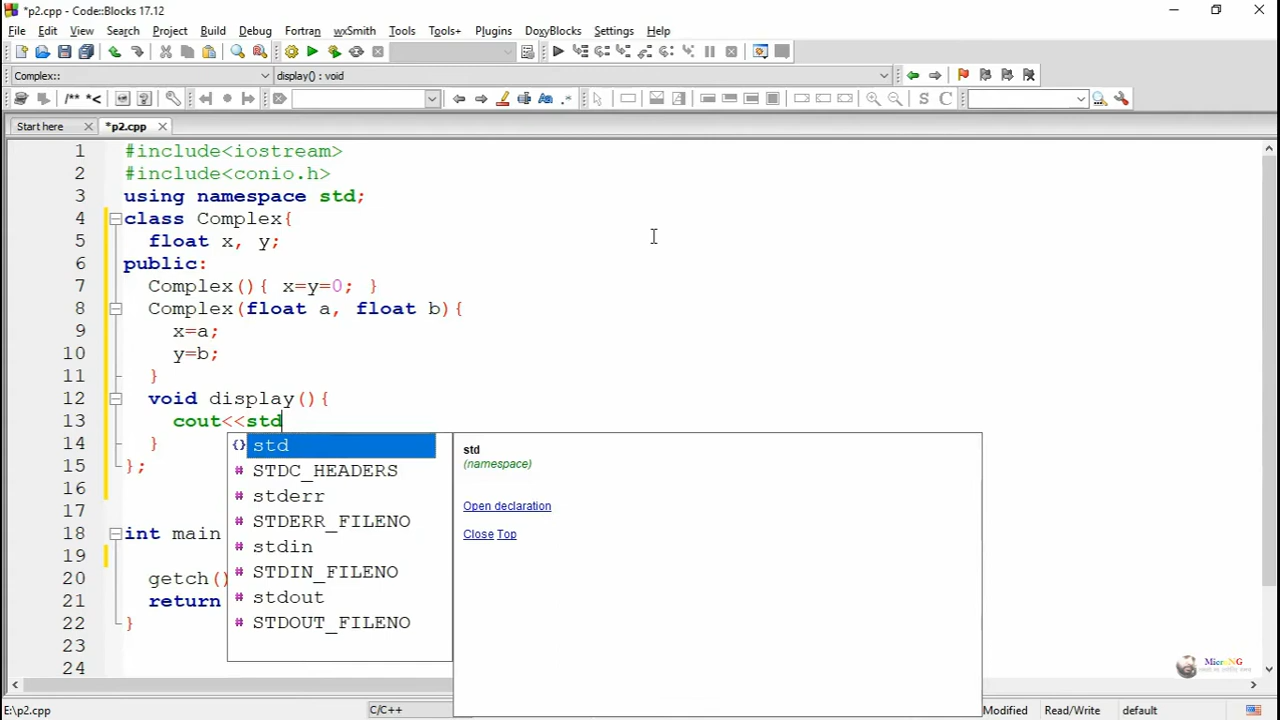 *p2.cpp - Code::Blocks 17.12
File Edit View Search Project Build Debug Fortran wxSmith Tools Tools+ Plugins DoxyBlocks Settings Help
Complex:: display() : void
/** *<
S C
Start here *p2.cpp
1 #include<iostream>
2 #include<conio.h>
3 using namespace std;
4 class Complex{
5 float x, y;
6 public:
7 Complex(){ x=y=0; }
8 Complex(float a, float b){
9 x=a;
10 y=b;
11 }
12 void display(){
13 cout<<std
14 }
15 };
16
17
18 int main
19
20 getch()
21 return
22 }
23
24
{} std
# STDC_HEADERS
# stderr
# STDERR_FILENO
# stdin
# STDIN_FILENO
# stdout
# STDOUT_FILENO
std
(namespace)
Open declaration
Close Top
MicroNG
E:\p2.cpp C/C++ Modified Read/Write default